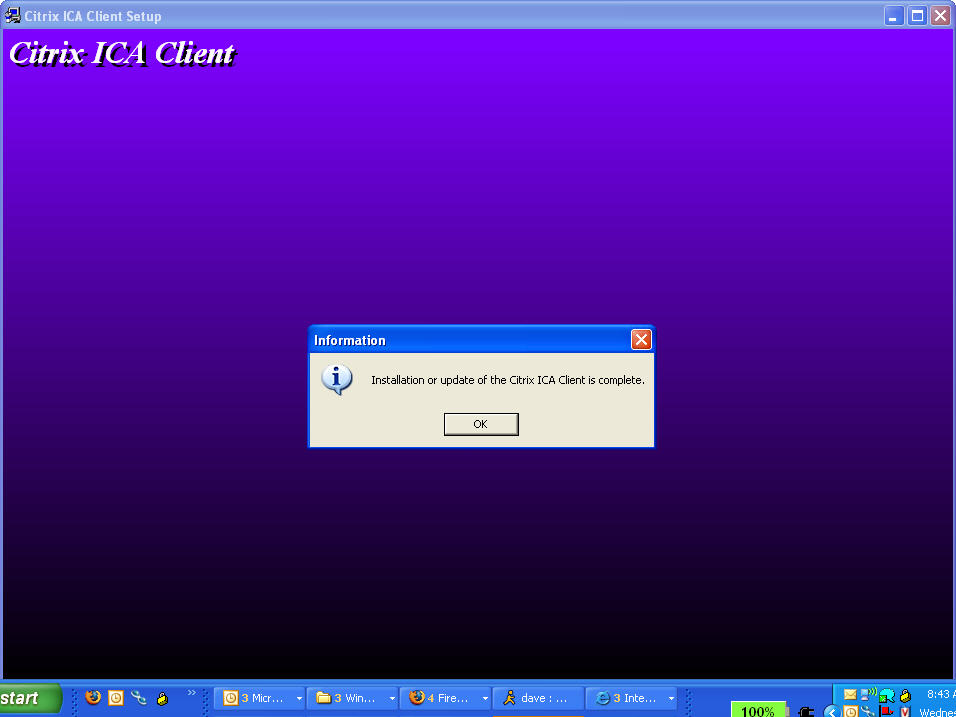 Citrix ICA Client Setup
Citrix ICA Client
Information
Installation or update of the Citrix ICA Client is complete.
OK
start
»
3 Micr...
3 Win...
4 Fire...
dave : ...
3 Inte...
100%
8:43 A
Wednes